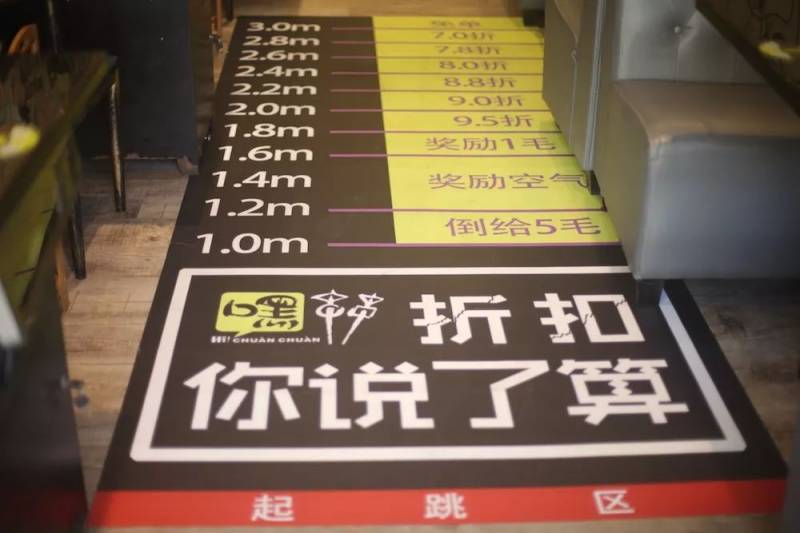 3.0m 免单
2.8m 7.0折
2.6m 7.8折
2.4m 8.0折
2.2m 8.8折
2.0m 9.0折
1.8m 9.5折
1.6m 奖励1毛
1.4m 奖励空气
1.2m 倒给5毛
1.0m
嘿串串 折扣
Hi! CHUAN CHUAN
你说了算
起跳区